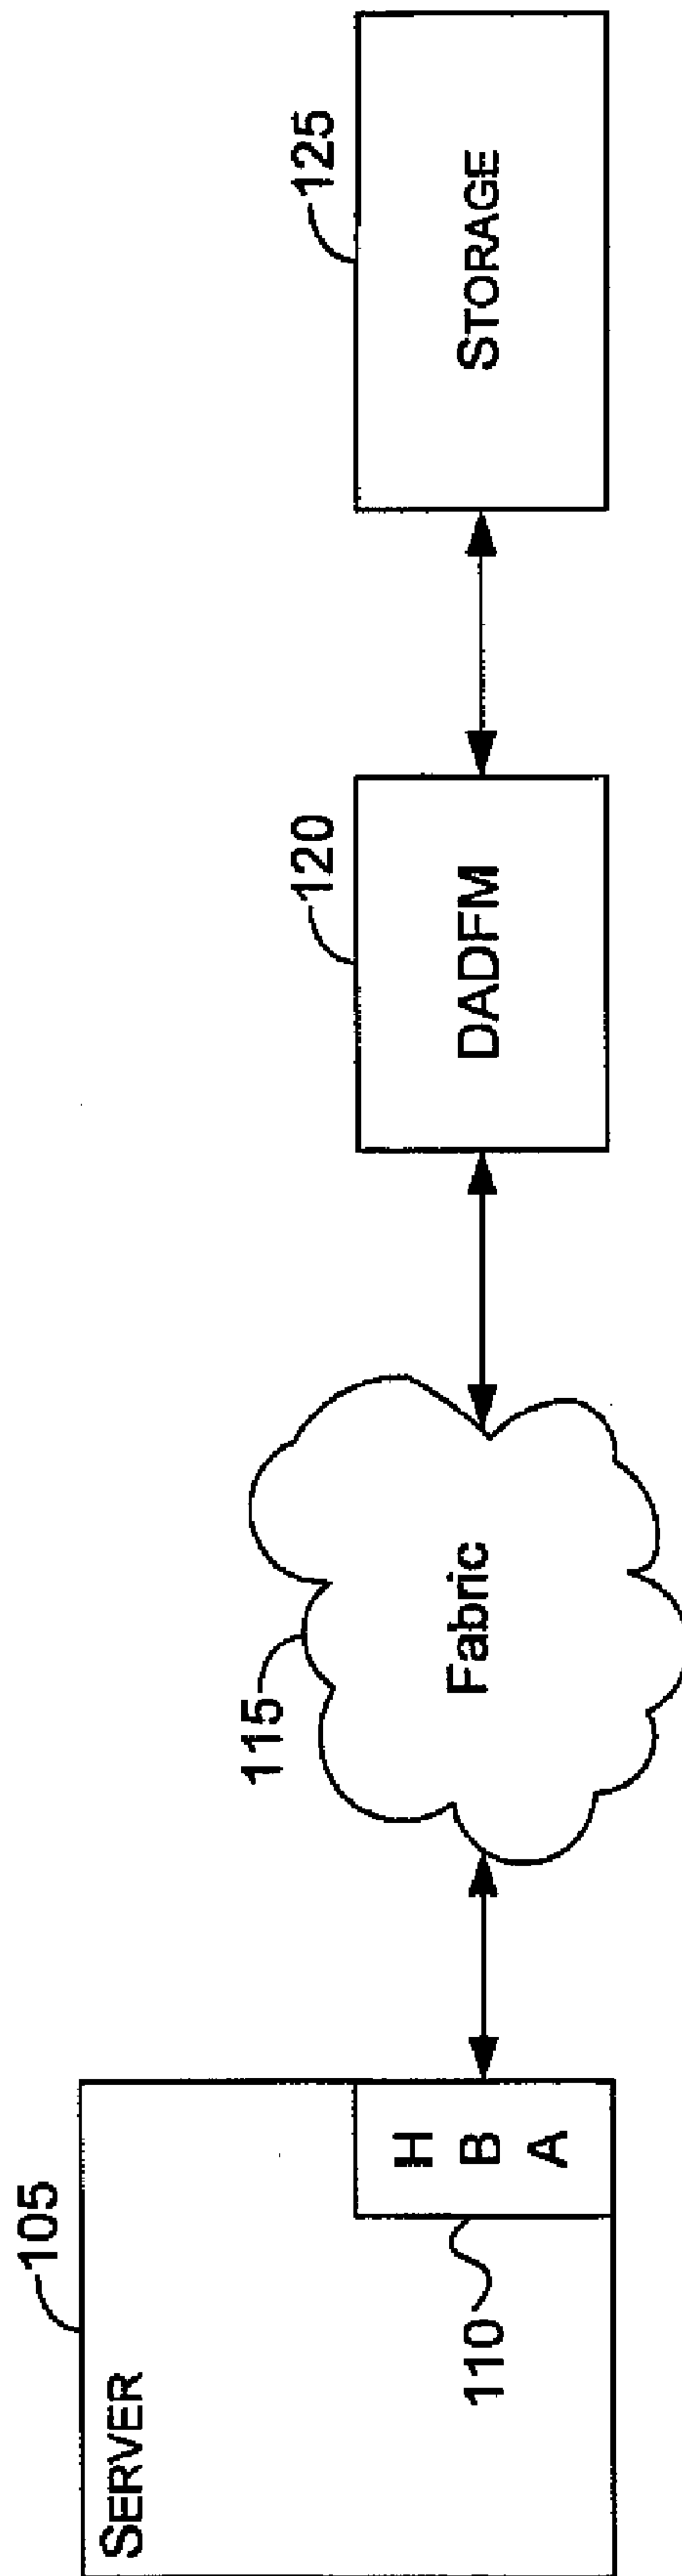 SERVER
105
110
H
B
A
115
Fabric
120
DADFM
125
STORAGE